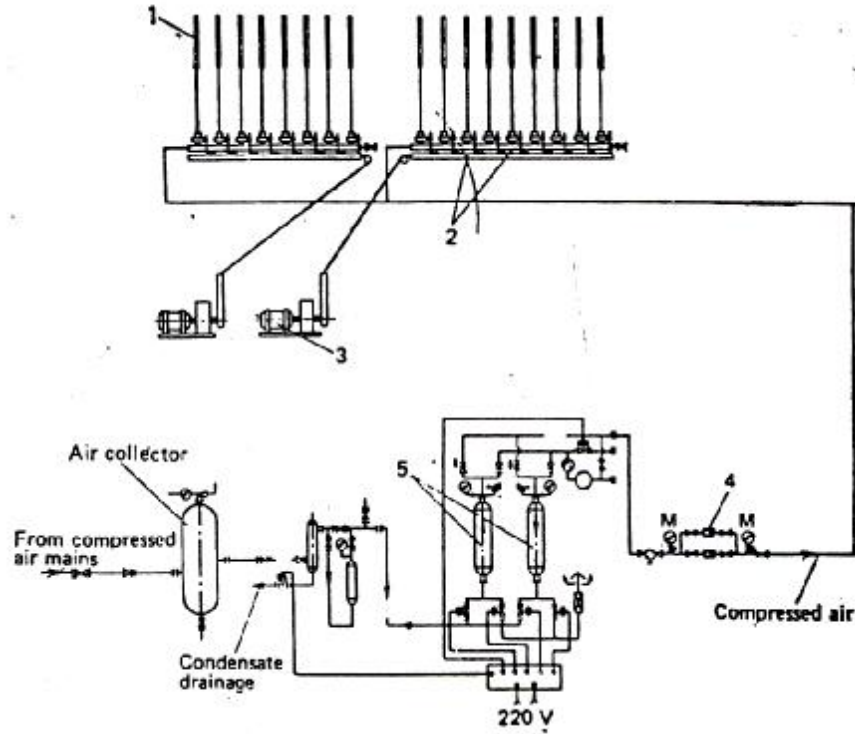 1
2
3
Air collector
5
4
M M
From compressed
air mains
Compressed air
Condensate
drainage
220 V